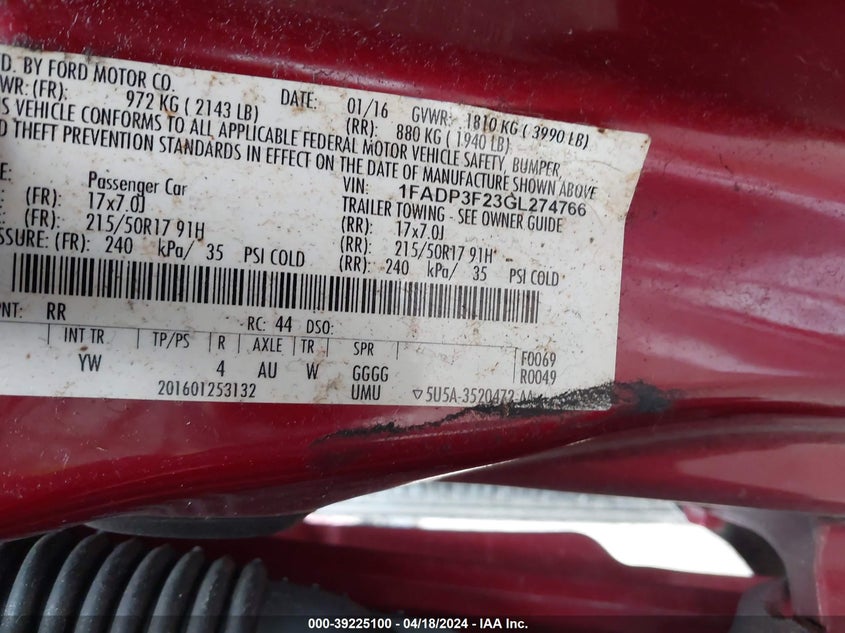 D. BY FORD MOTOR CO.
DATE: 01/16 GVWR: 1810 KG ( 3990 LB)
WR: (FR): 972 KG ( 2143 LB) (RR): 880 KG ( 1940 LB)
VEHICLE CONFORMS TO ALL APPLICABLE FEDERAL MOTOR VEHICLE SAFETY, BUMPER,
THEFT PREVENTION STANDARDS IN EFFECT ON THE DATE OF MANUFACTURE SHOWN ABOVE
VIN: 1FADP3F23GL274766
E: Passenger Car TRAILER TOWING - SEE OWNER GUIDE
(FR): 17x7.0J (RR): 17x7.0J
(FR): 215/50R17 91H (RR): 215/50R17 91H
SSURE: (FR): 240 kPa/ 35 PSI COLD (RR): 240 kPa/ 35 PSI COLD
PNT: RR RC: 44 DSO:
INT TR TP/PS R AXLE TR SPR F0069
YW 4 AU W GGGG R0049
201601253132 UMU 5U5A-3520472-AA
000-39225100 - 04/18/2024 - IAA Inc.